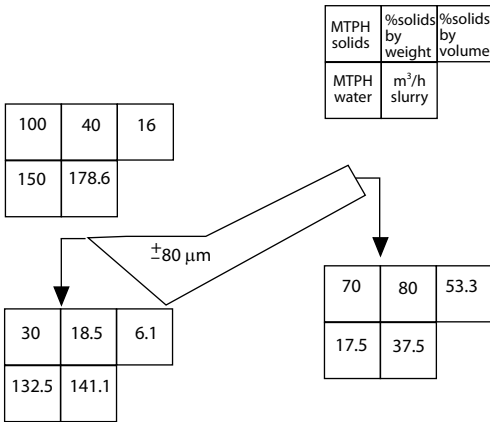 MTPH solids %solids by weight %solids by volume
MTPH water m³/h slurry
100 40 16
150 178.6
±80 μm
30 18.5 6.1
132.5 141.1
70 80 53.3
17.5 37.5